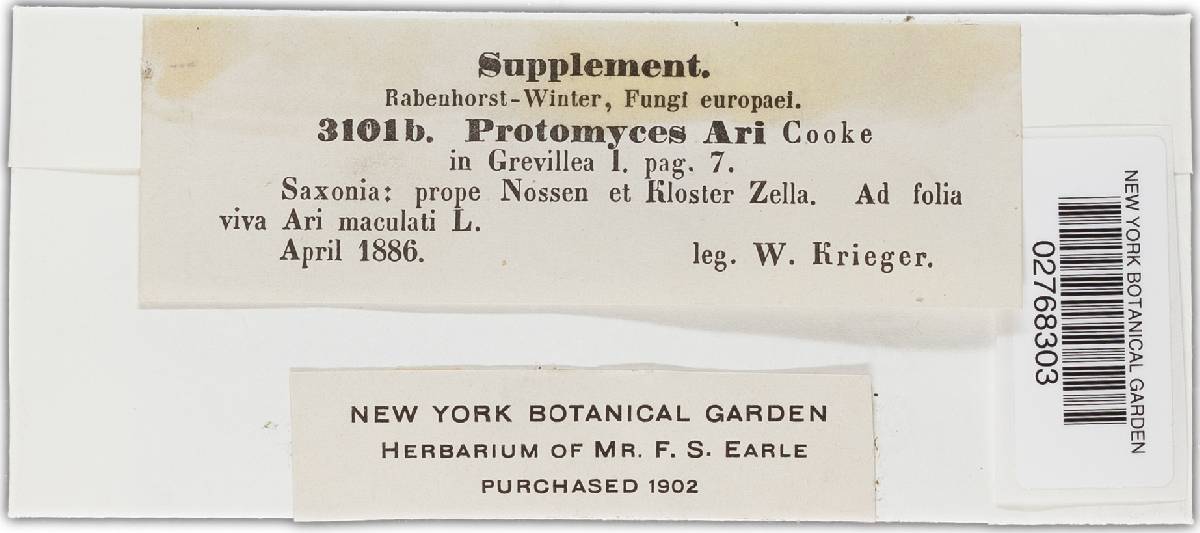 Supplement.
Rabenhorst-Winter, Fungi europaei.
3101b. Protomyces Ari Cooke
in Grevillea I. pag. 7.
Saxonia: prope Nossen et Kloster Zella. Ad folia
viva Ari maculati L.
April 1886. leg. W. Krieger.
NEW YORK BOTANICAL GARDEN
02768303
NEW YORK BOTANICAL GARDEN
HERBARIUM OF MR. F. S. EARLE
PURCHASED 1902